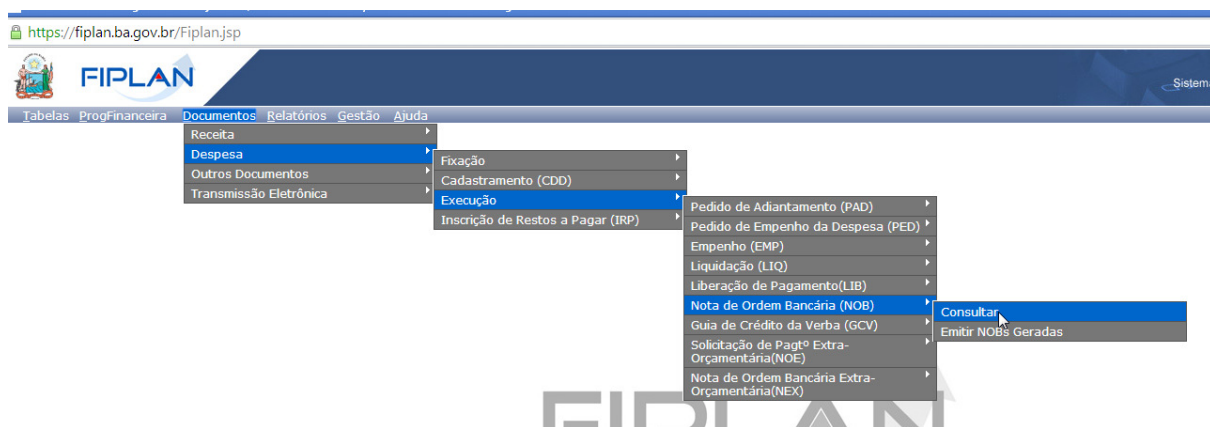 https://fiplan.ba.gov.br/Fiplan.jsp
FIPLAN
Sistem
Tabelas ProgFinanceira Documentos Relatórios Gestão Ajuda
Receita
Despesa
Outros Documentos
Transmissão Eletrônica
Fixação
Cadastramento (CDD)
Execução
Inscrição de Restos a Pagar (IRP)
Pedido de Adiantamento (PAD)
Pedido de Empenho da Despesa (PED)
Empenho (EMP)
Liquidação (LIQ)
Liberação de Pagamento(LIB)
Nota de Ordem Bancária (NOB)
Guia de Crédito da Verba (GCV)
Solicitação de Pagtº Extra-
Orçamentária(NOE)
Nota de Ordem Bancária Extra-
Orçamentária(NEX)
Consultar
Emitir NOBs Geradas
FIPLAN